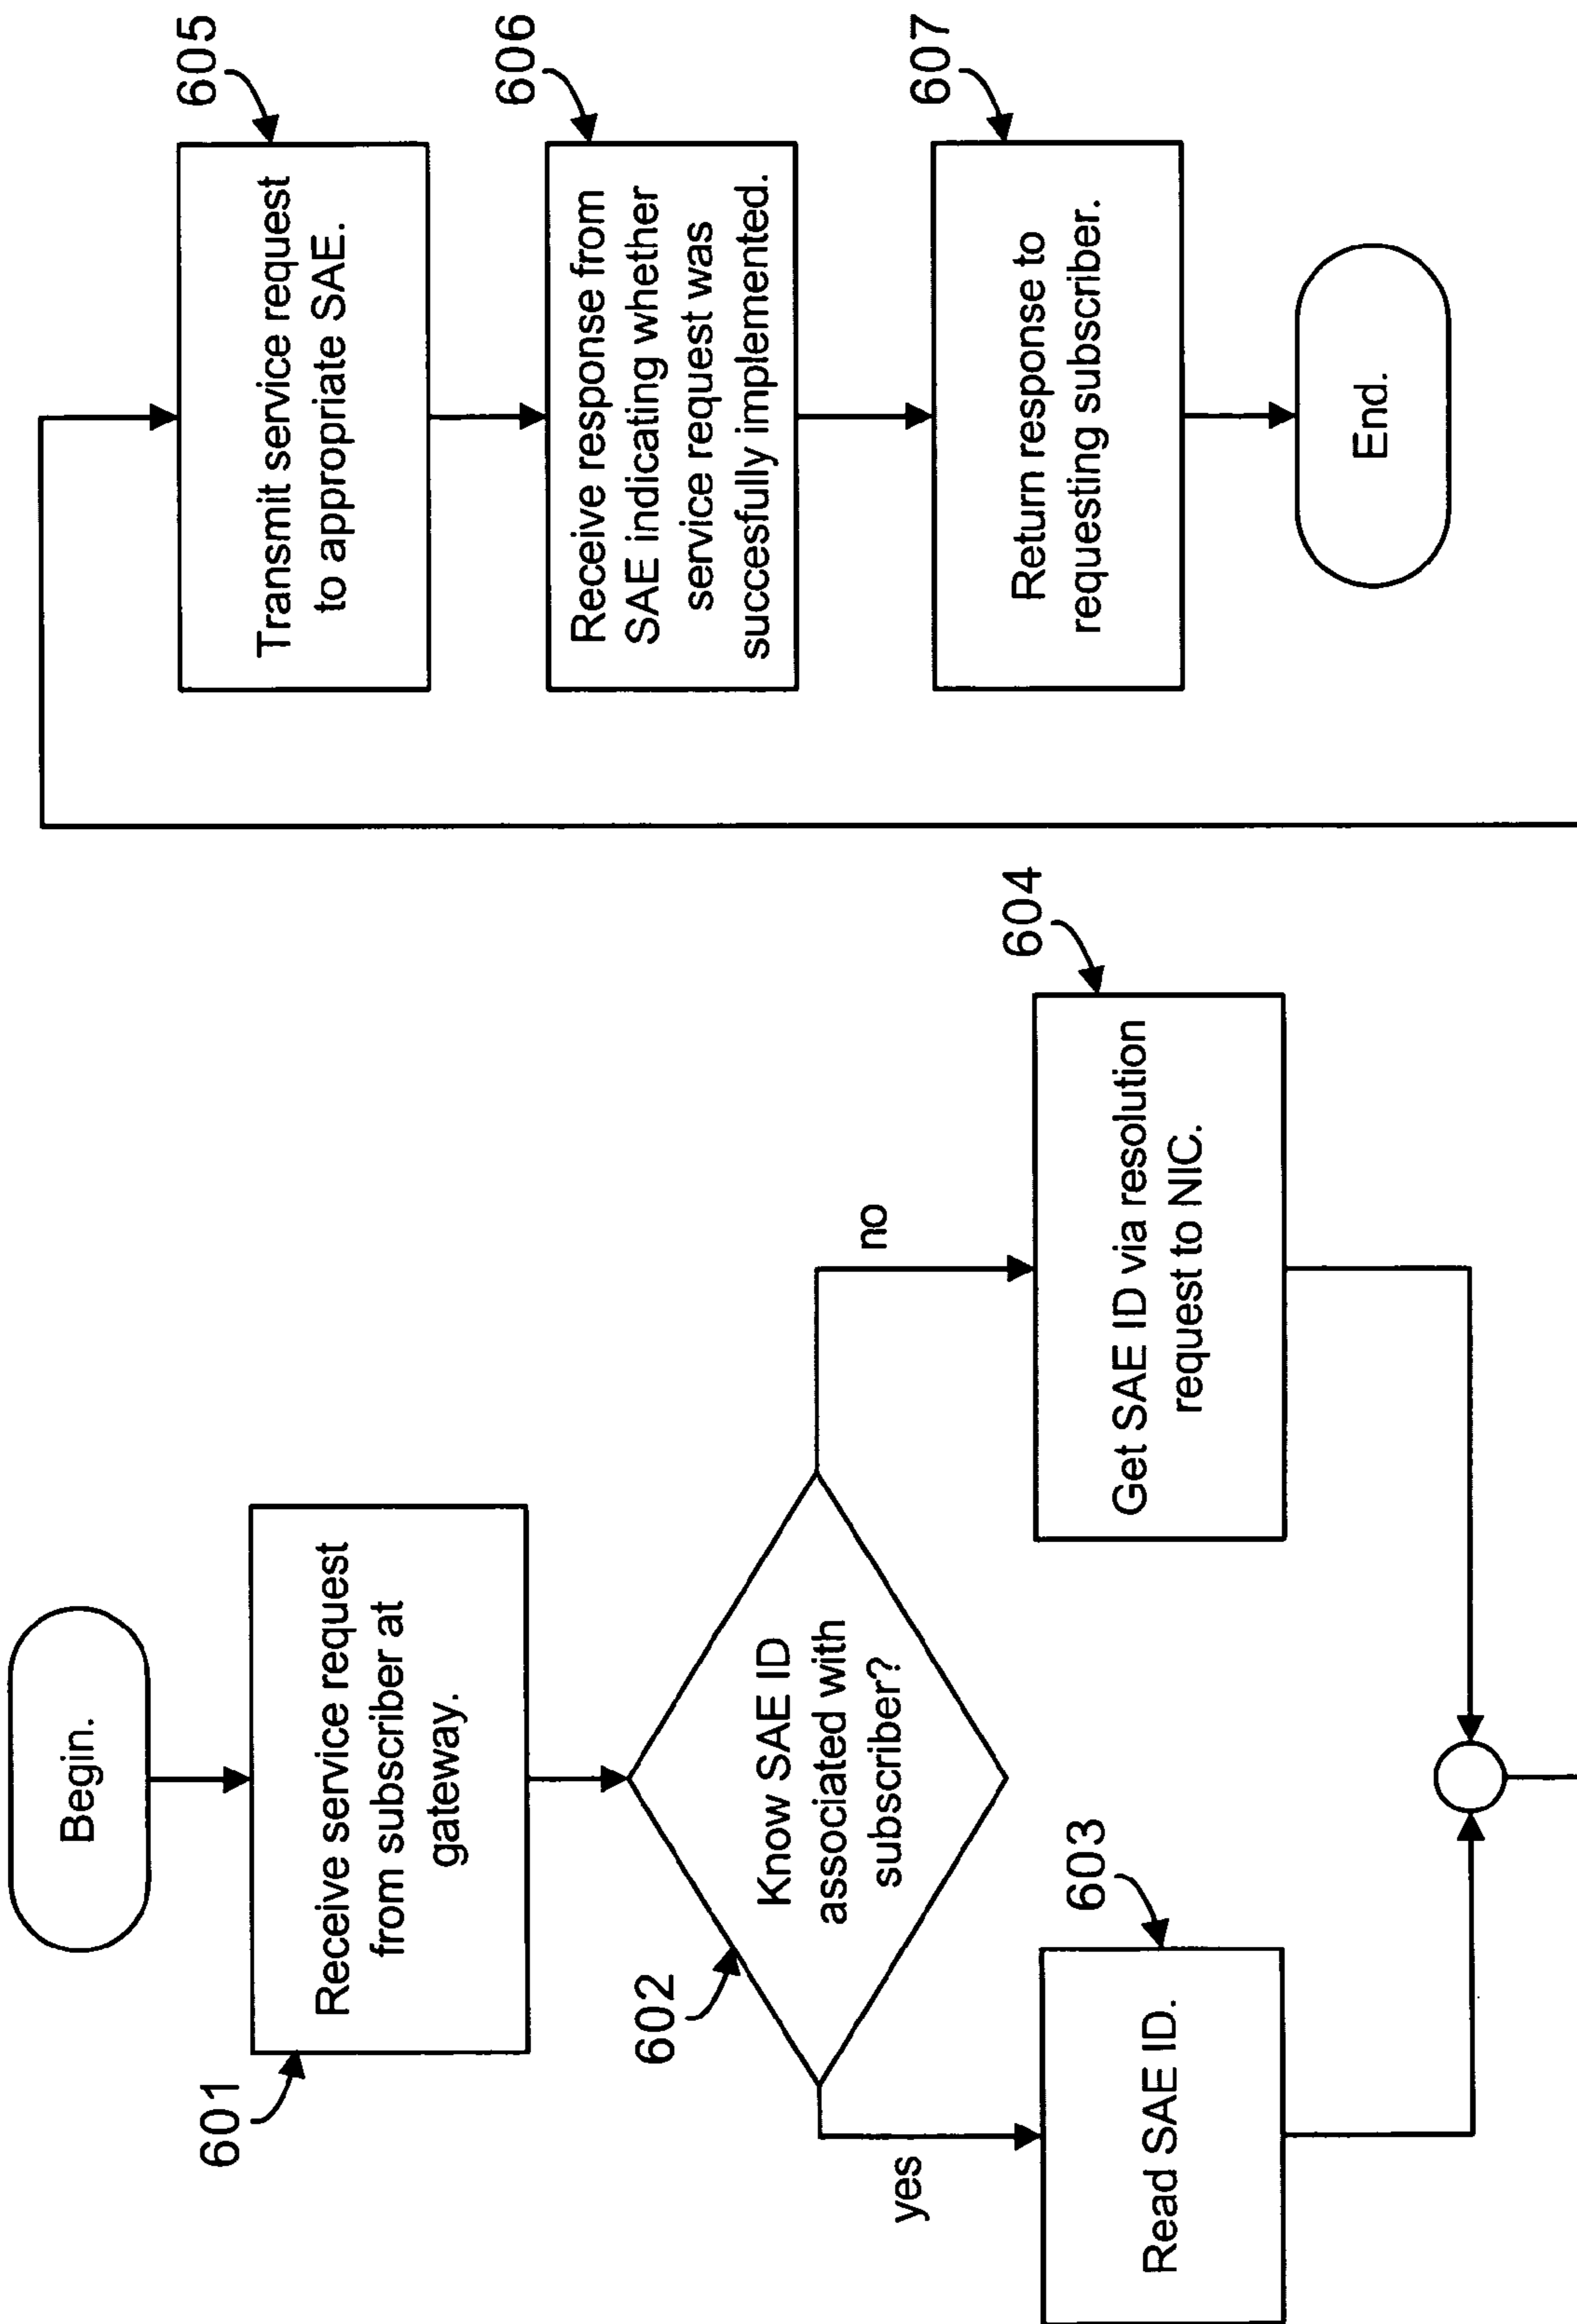 Begin.
601
Receive service request
from subscriber at
gateway.
602
Know SAE ID
associated with
subscriber?
yes
no
603
Read SAE ID.
604
Get SAE ID via resolution
request to NIC.
605
Transmit service request
to appropriate SAE.
606
Receive response from
SAE indicating whether
service request was
succesfully implemented.
607
Return response to
requesting subscriber.
End.